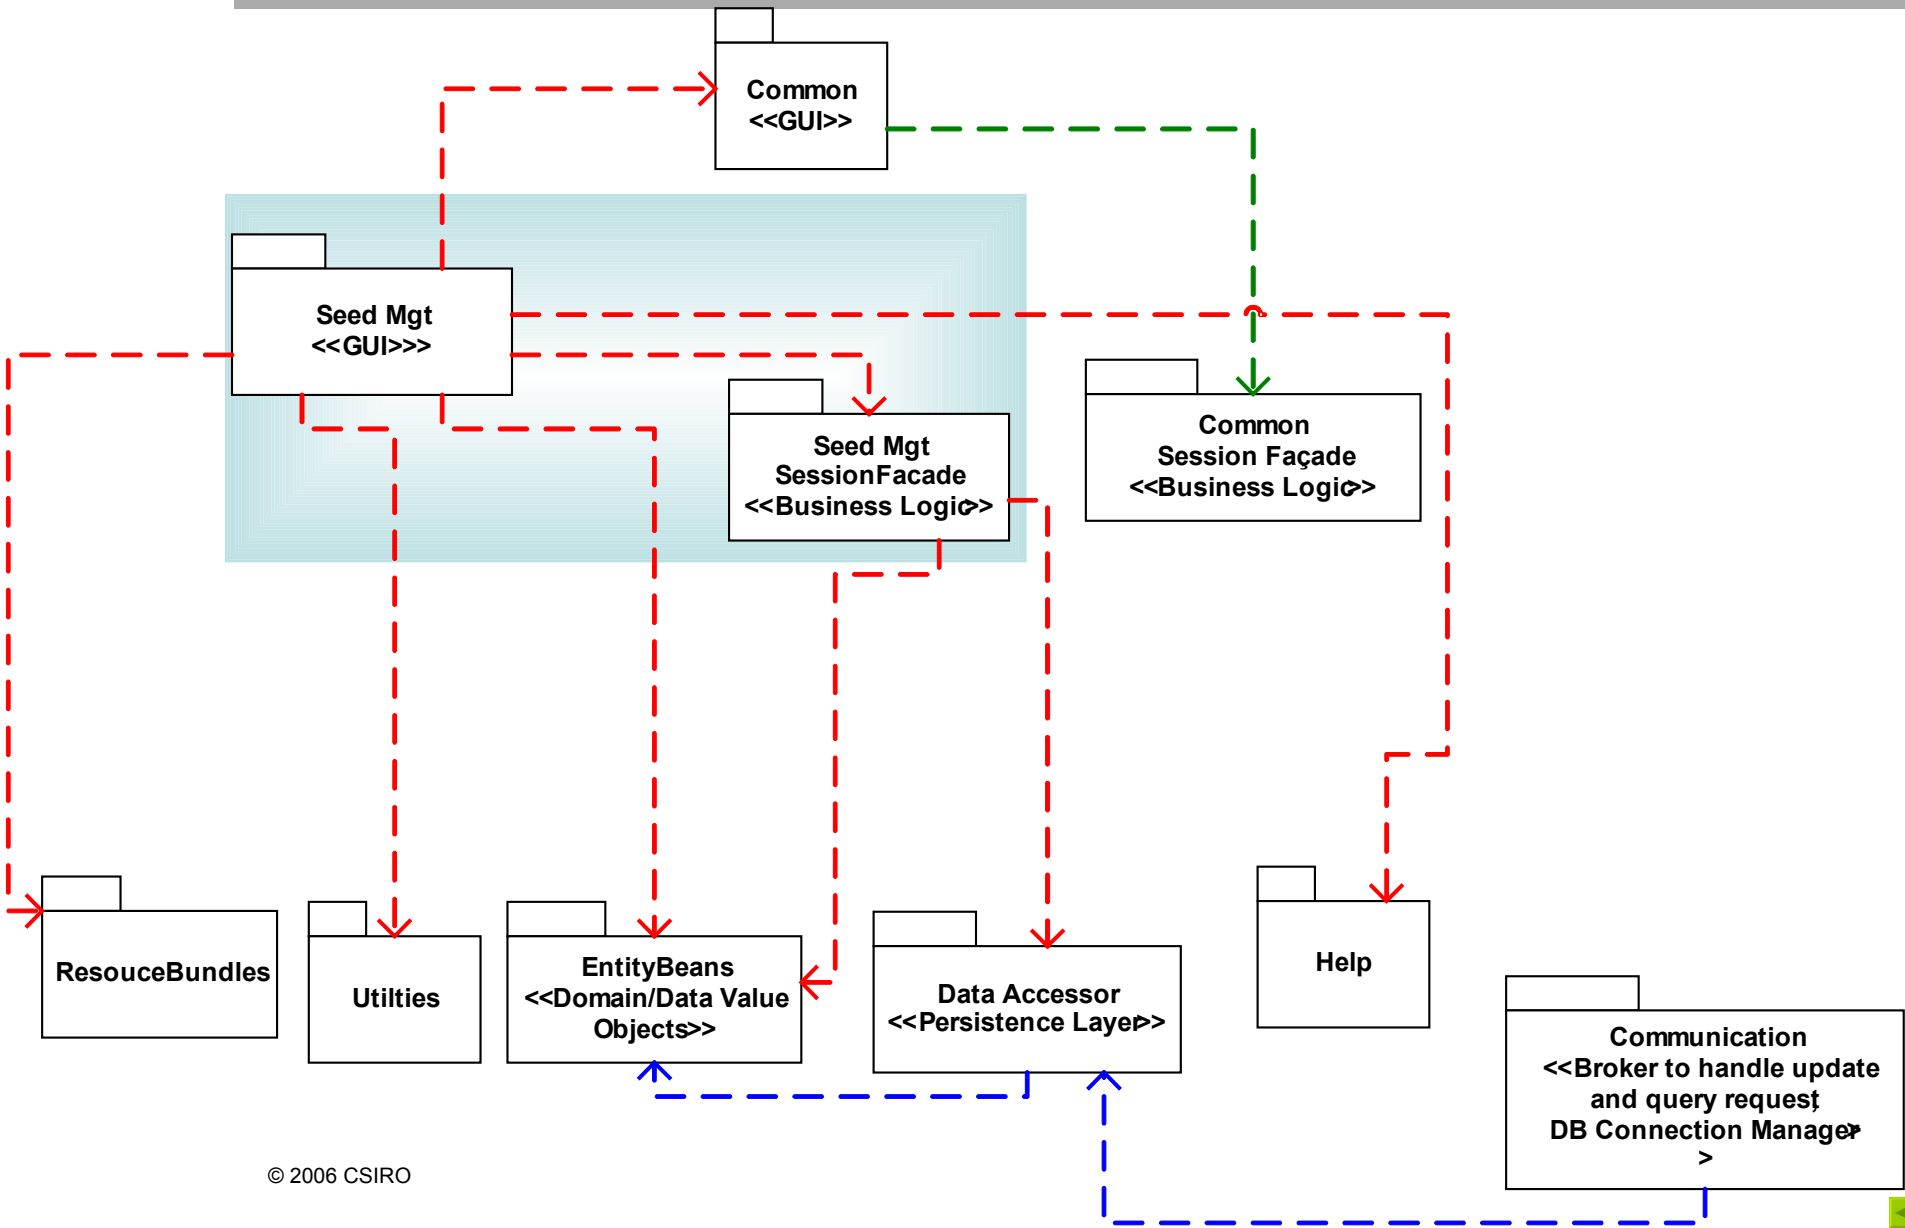 Common
<<GUI>>
Seed Mgt
<<GUI>>>
Seed Mgt
SessionFacade
<<Business Logic>>
Common
Session Façade
<<Business Logic>>
ResouceBundles
Utilties
EntityBeans
<<Domain/Data Value
Objects>>
Data Accessor
<<Persistence Layer>>
Help
Communication
<<Broker to handle update
and query request,
DB Connection Manager>
>
© 2006 CSIRO